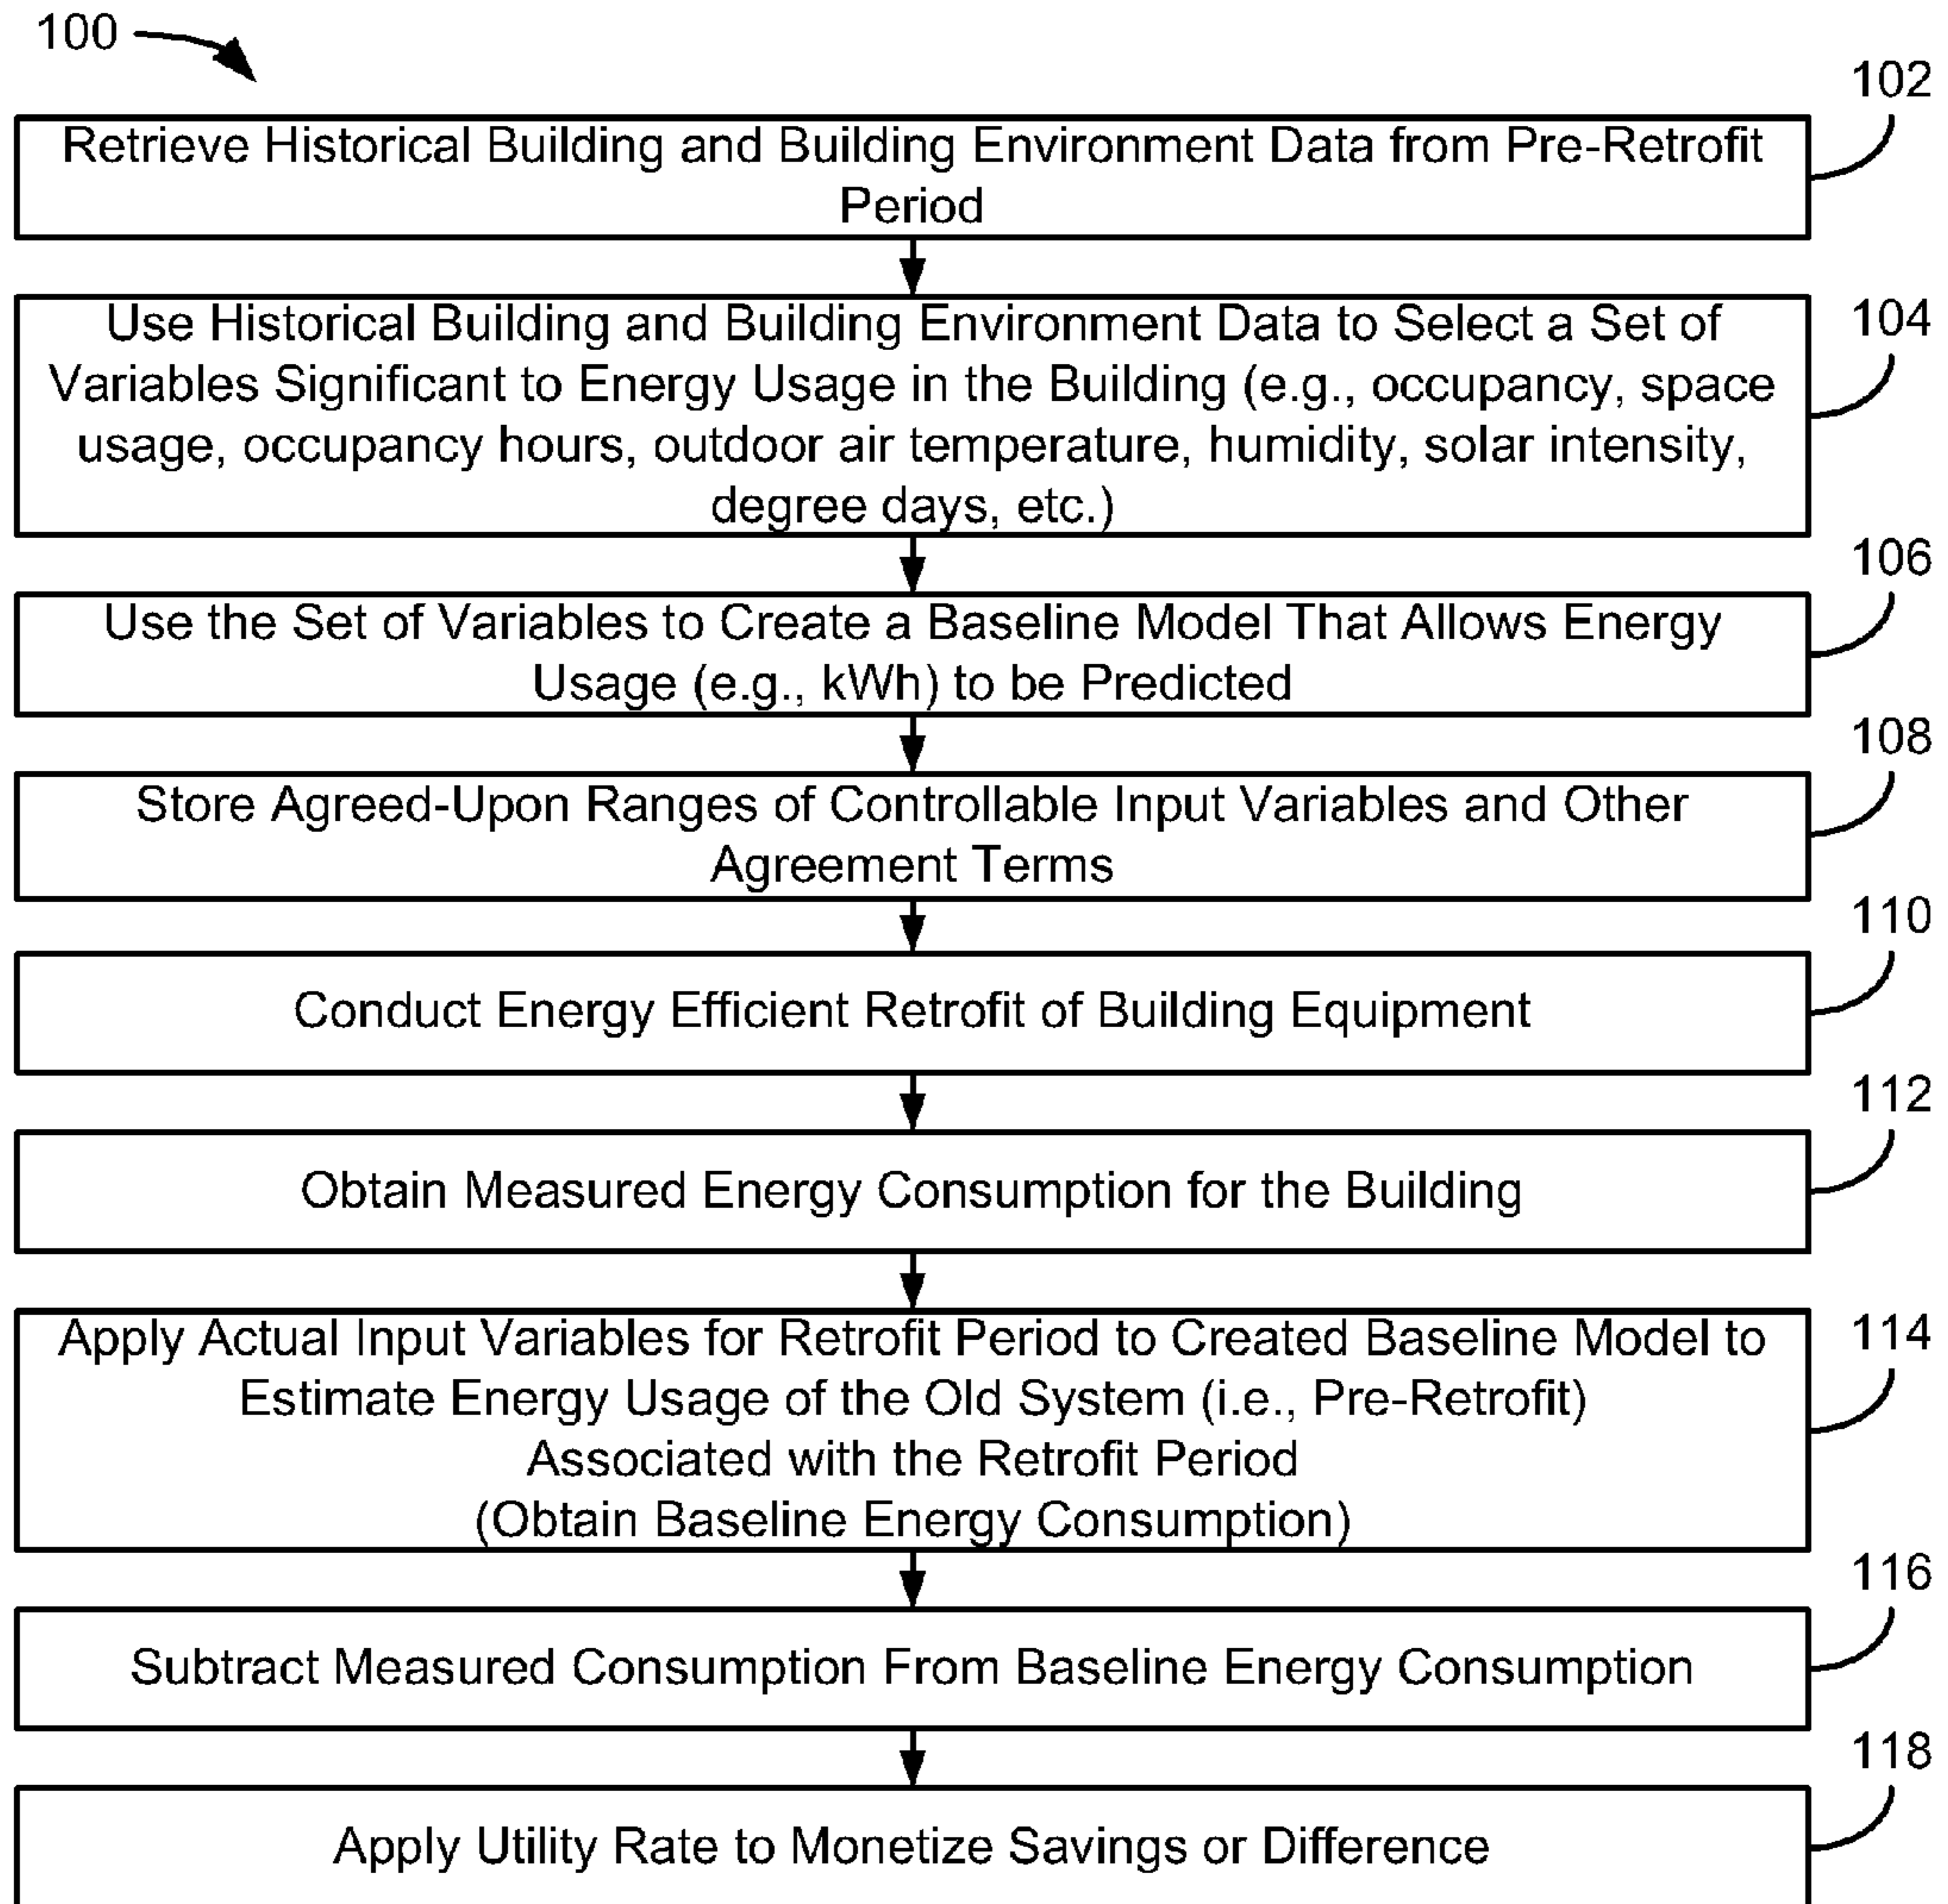 100
102
Retrieve Historical Building and Building Environment Data from Pre-Retrofit
Period
104
Use Historical Building and Building Environment Data to Select a Set of
Variables Significant to Energy Usage in the Building (e.g., occupancy, space
usage, occupancy hours, outdoor air temperature, humidity, solar intensity,
degree days, etc.)
106
Use the Set of Variables to Create a Baseline Model That Allows Energy
Usage (e.g., kWh) to be Predicted
108
Store Agreed-Upon Ranges of Controllable Input Variables and Other
Agreement Terms
110
Conduct Energy Efficient Retrofit of Building Equipment
112
Obtain Measured Energy Consumption for the Building
114
Apply Actual Input Variables for Retrofit Period to Created Baseline Model to
Estimate Energy Usage of the Old System (i.e., Pre-Retrofit)
Associated with the Retrofit Period
(Obtain Baseline Energy Consumption)
116
Subtract Measured Consumption From Baseline Energy Consumption
118
Apply Utility Rate to Monetize Savings or Difference